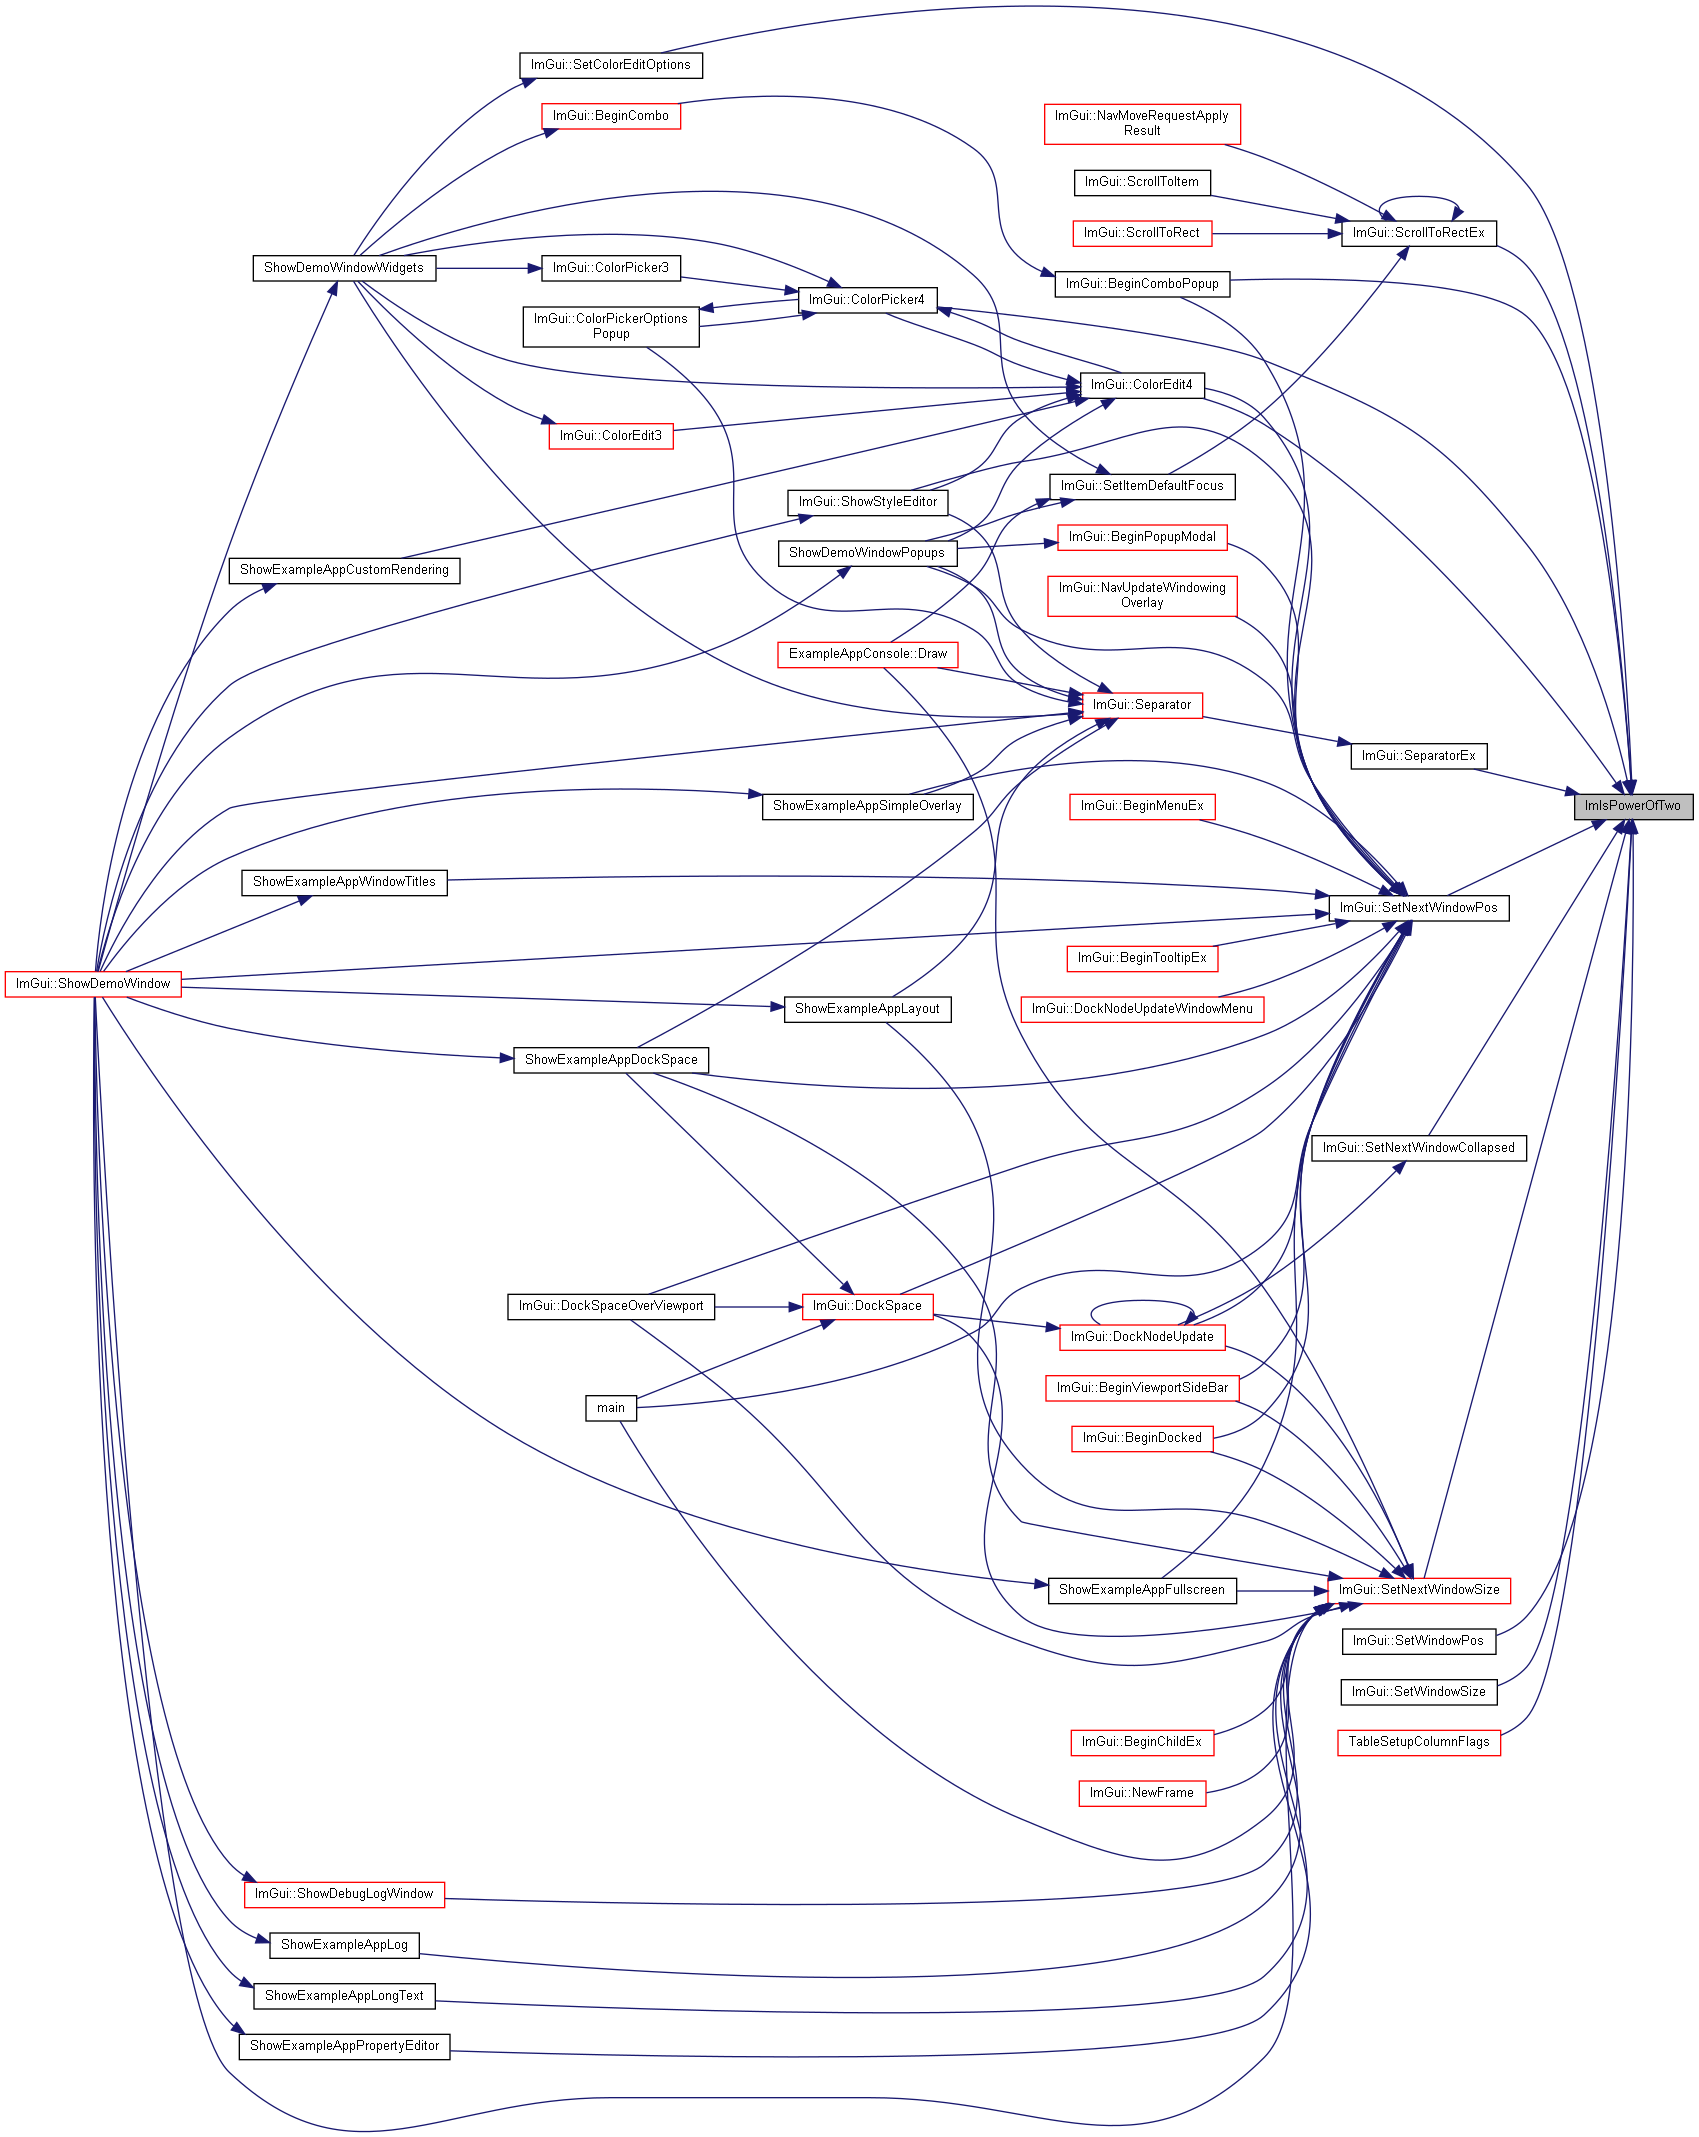 ImGui::SetColorEditOptions
ImGui::BeginCombo
ImGui::NavMoveRequestApply
Result
ImGui::ScrollToItem
ImGui::ScrollToRect
ImGui::ScrollToRectEx
ShowDemoWindowWidgets
ImGui::ColorPicker3
ImGui::BeginComboPopup
ImGui::ColorPicker4
ImGui::ColorPickerOptions
Popup
ImGui::ColorEdit4
ImGui::ColorEdit3
ImGui::SetItemDefaultFocus
ImGui::ShowStyleEditor
ImGui::BeginPopupModal
ShowDemoWindowPopups
ShowExampleAppCustomRendering
ImGui::NavUpdateWindowing
Overlay
ExampleAppConsole::Draw
ImGui::Separator
ImGui::SeparatorEx
ShowExampleAppSimpleOverlay
ImGui::BeginMenuEx
ImIsPowerOfTwo
ShowExampleAppWindowTitles
ImGui::SetNextWindowPos
ImGui::BeginTooltipEx
ImGui::ShowDemoWindow
ShowExampleAppLayout
ImGui::DockNodeUpdateWindowMenu
ShowExampleAppDockSpace
ImGui::SetNextWindowCollapsed
ImGui::DockSpaceOverViewport
ImGui::DockSpace
ImGui::DockNodeUpdate
ImGui::BeginViewportSideBar
main
ImGui::BeginDocked
ShowExampleAppFullscreen
ImGui::SetNextWindowSize
ImGui::SetWindowPos
ImGui::SetWindowSize
ImGui::BeginChildEx
TableSetupColumnFlags
ImGui::NewFrame
ImGui::ShowDebugLogWindow
ShowExampleAppLog
ShowExampleAppLongText
ShowExampleAppPropertyEditor